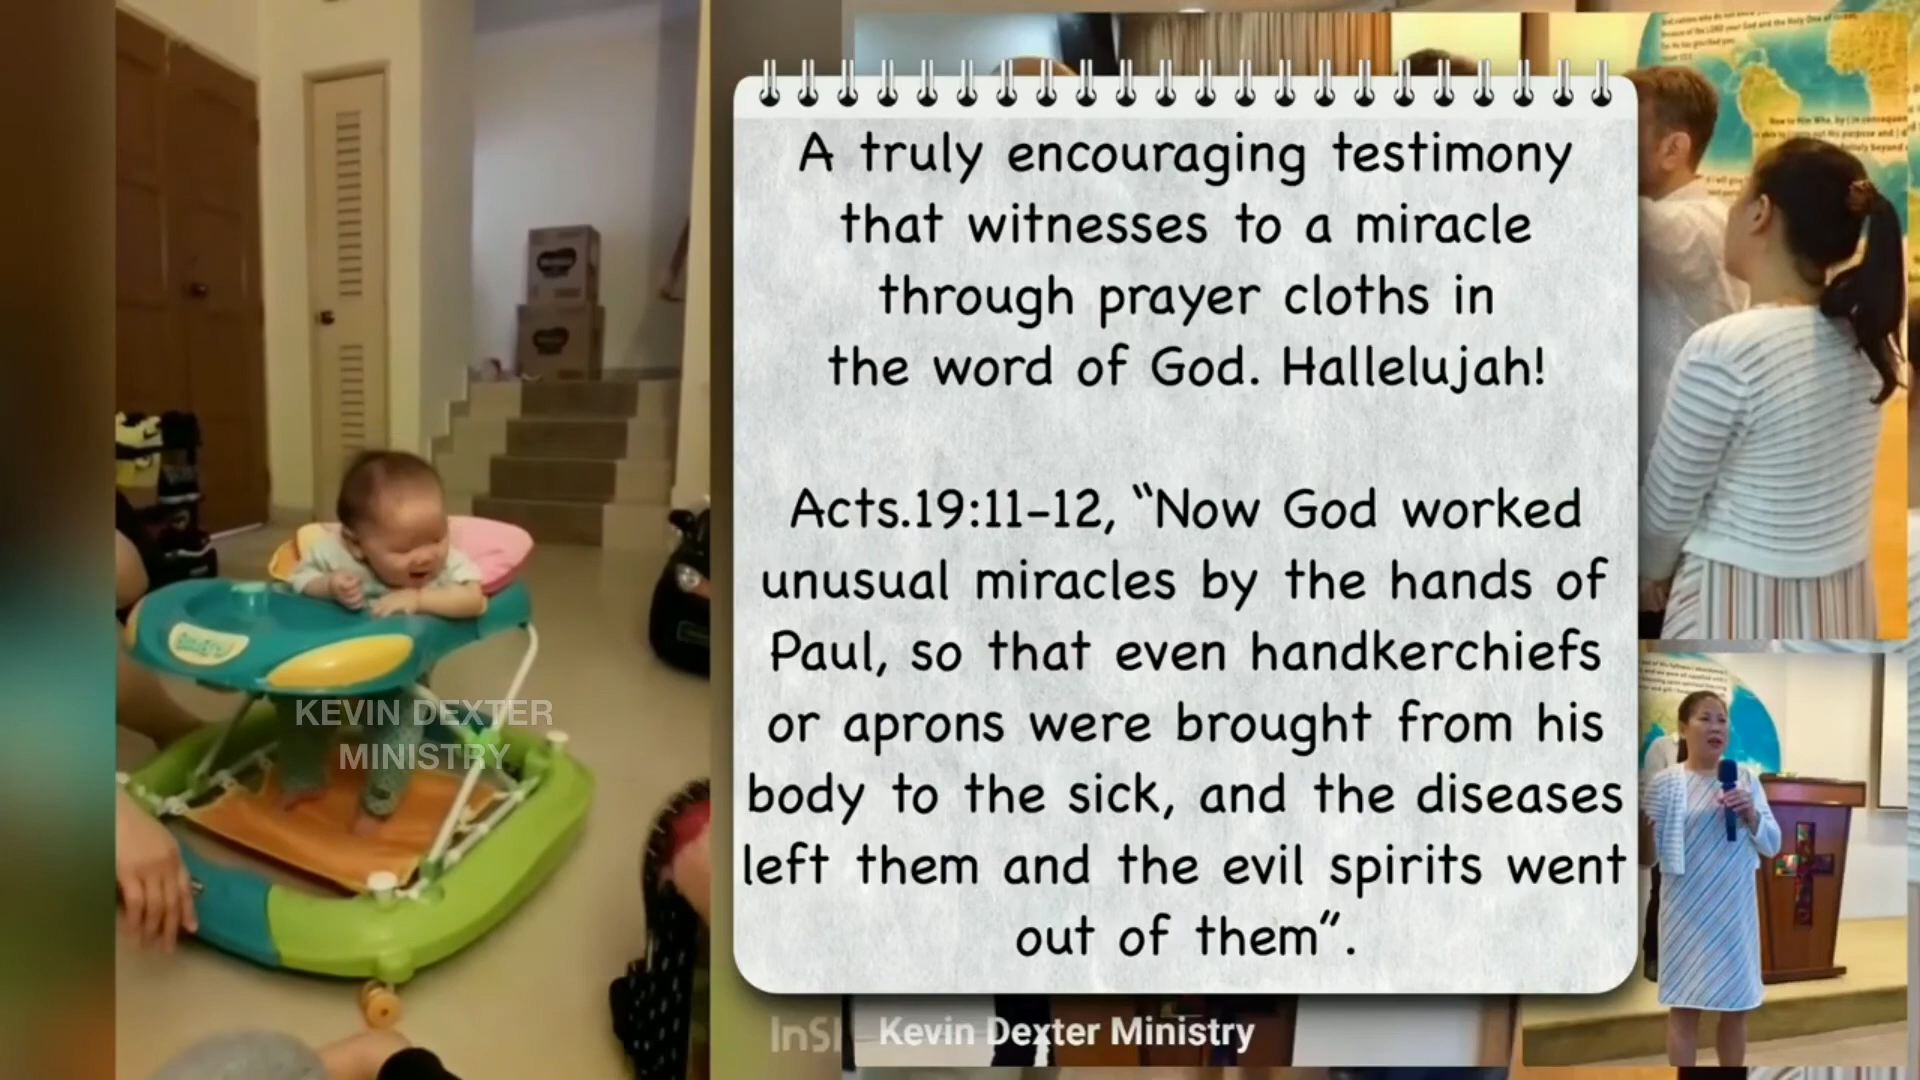 A truly encouraging testimony
that witnesses to a miracle
through prayer cloths in
the word of God. Hallelujah!
Acts.19:11-12, “Now God worked
unusual miracles by the hands of
Paul, so that even handkerchiefs
or aprons were brought from his
body to the sick, and the diseases
left them and the evil spirits went
out of them”.
KEVIN DEXTER
MINISTRY
Kevin Dexter Ministry